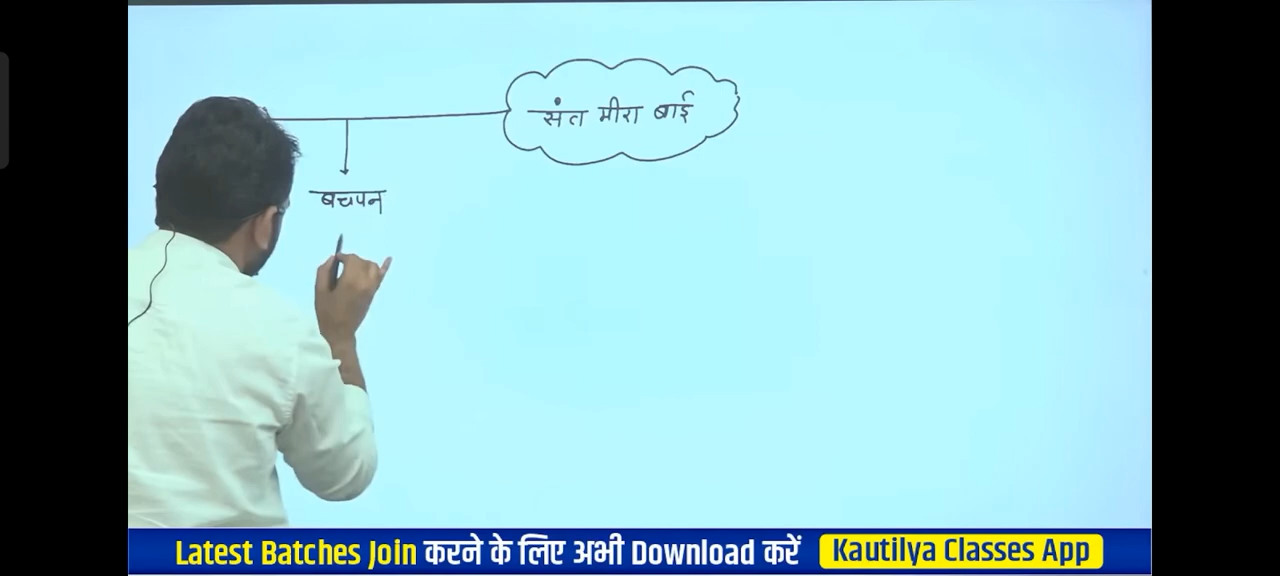 संत मीरा बाई
बचपन
Latest Batches Join करने के लिए अभी Download करें Kautilya Classes App